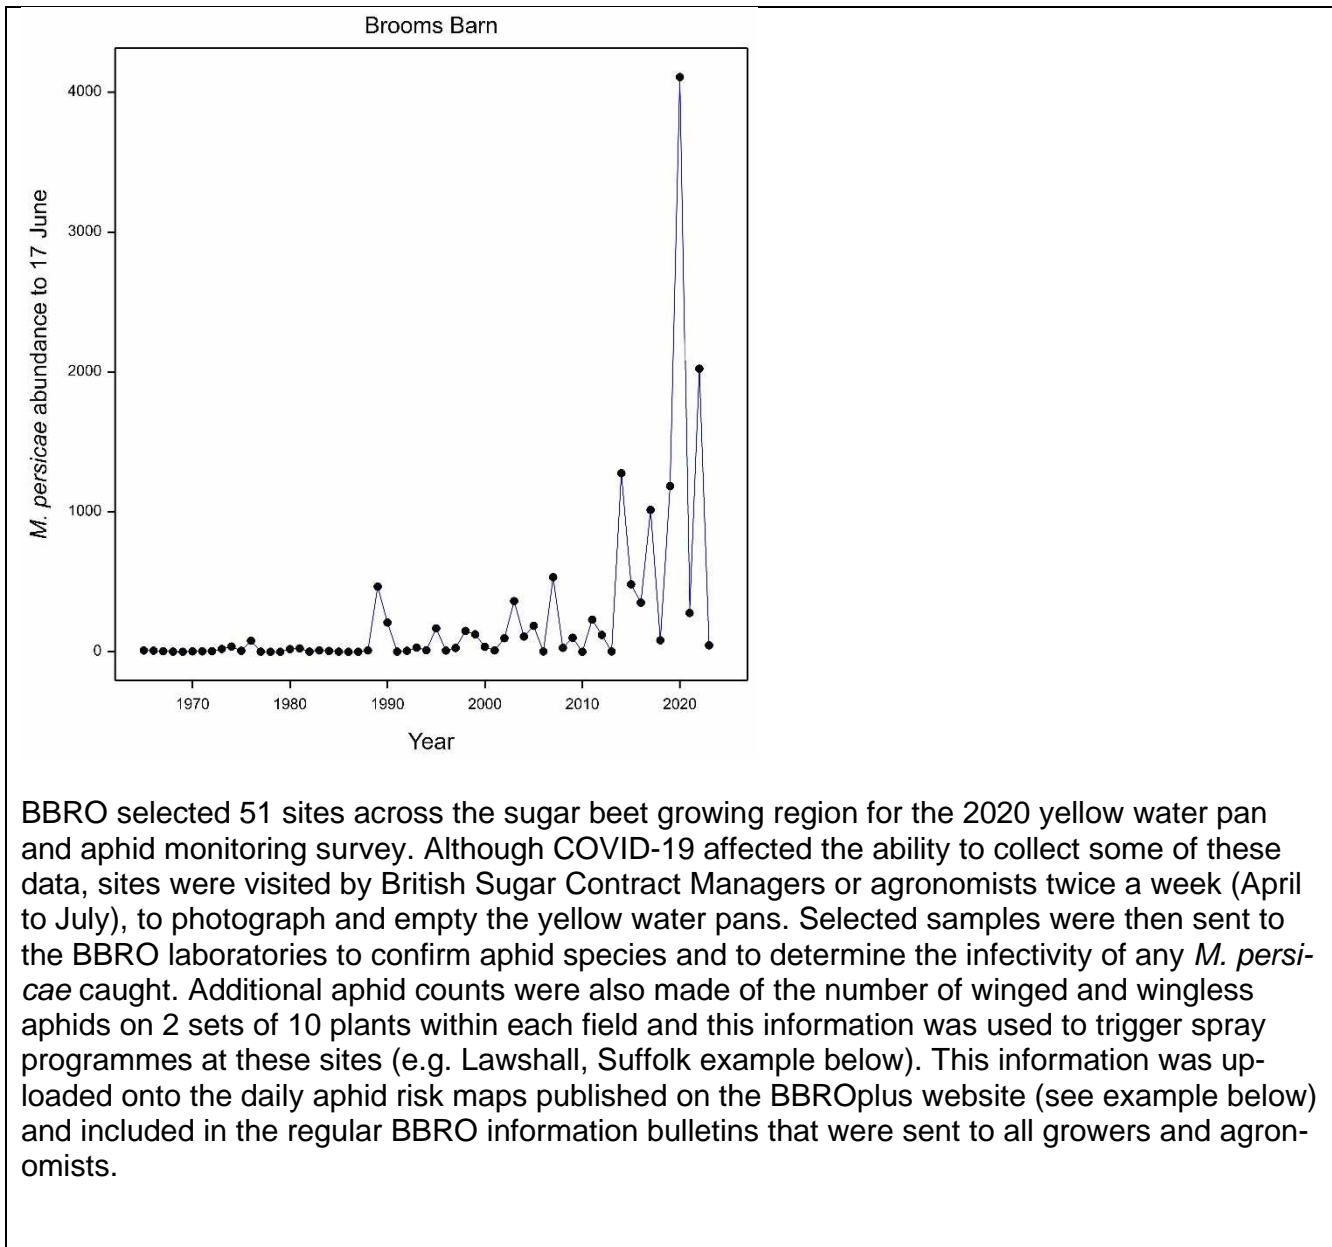 Brooms Barn
4000
3000
2000
1000
0
M. persicae abundance to 17 June
1970
1980
1990
2000
2010
2020
Year
BBRO selected 51 sites across the sugar beet growing region for the 2020 yellow water pan
and aphid monitoring survey. Although COVID-19 affected the ability to collect some of these
data, sites were visited by British Sugar Contract Managers or agronomists twice a week (April
to July), to photograph and empty the yellow water pans. Selected samples were then sent to
the BBRO laboratories to confirm aphid species and to determine the infectivity of any M. persi-
cae caught. Additional aphid counts were also made of the number of winged and wingless
aphids on 2 sets of 10 plants within each field and this information was used to trigger spray
programmes at these sites (e.g. Lawshall, Suffolk example below). This information was up-
loaded onto the daily aphid risk maps published on the BBROplus website (see example below)
and included in the regular BBRO information bulletins that were sent to all growers and agron-
omists.